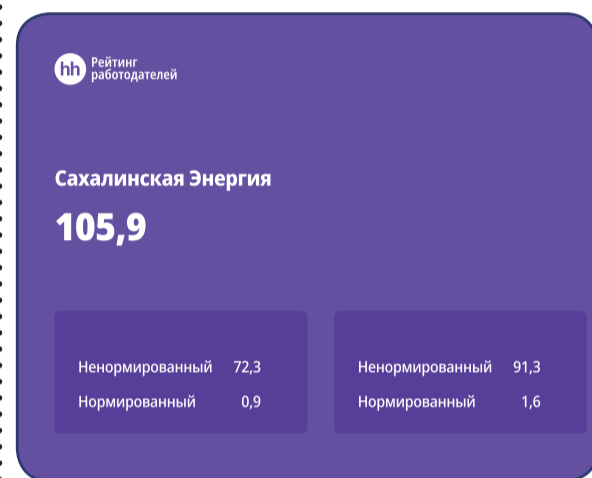 hh Рейтинг
работодателей
Сахалинская Энергия
105,9
Ненормированный 72,3
Нормированный 0,9
Ненормированный 91,3
Нормированный 1,6